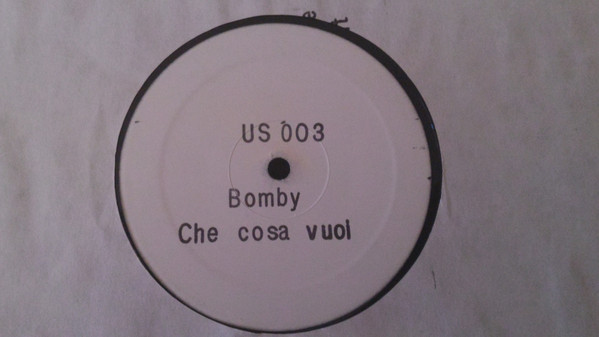 US 003
Bomby
Che cosa vuoi